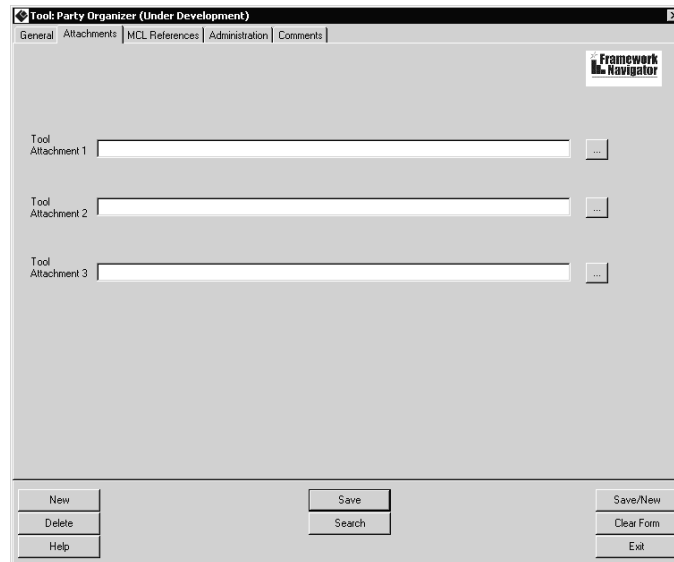 Tool: Party Organizer (Under Development)
General Attachments MCL References Administration Comments
Framework
Navigator
Tool
Attachment 1
...
Tool
Attachment 2
...
Tool
Attachment 3
...
New Save Save/New
Delete Search Clear Form
Help Exit